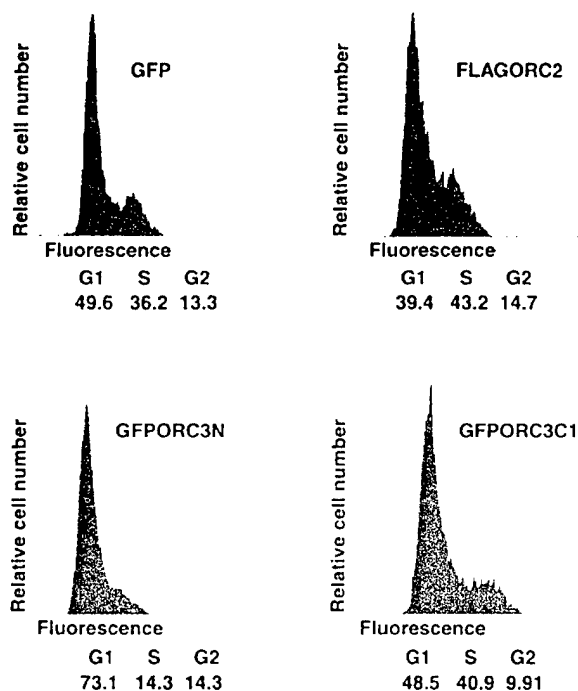 GFP
Relative cell number
Fluorescence
G1 S G2
49.6 36.2 13.3
FLAGORC2
Relative cell number
Fluorescence
G1 S G2
39.4 43.2 14.7
GFPORC3N
Relative cell number
Fluorescence
G1 S G2
73.1 14.3 14.3
GFPORC3C1
Relative cell number
Fluorescence
G1 S G2
48.5 40.9 9.91